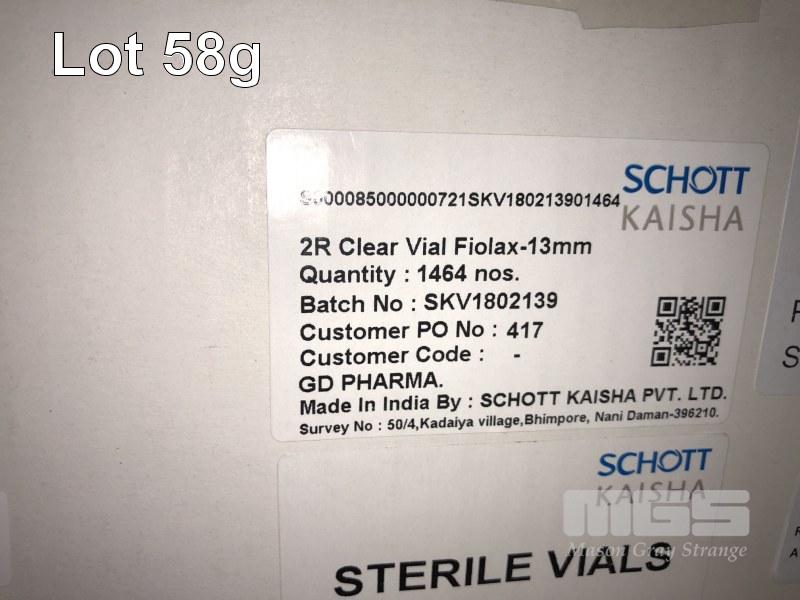 Lot 58g
S000085000000721SKV180213901464
SCHOTT
KAISHA
2R Clear Vial Fiolax-13mm
Quantity : 1464 nos.
Batch No : SKV1802139
Customer PO No : 417
Customer Code : -
GD PHARMA.
Made In India By : SCHOTT KAISHA PVT. LTD.
Survey No : 50/4,Kadaiya village,Bhimpore, Nani Daman-396210.
SCHOTT
KAISHA
MGS
Mason Gray Strange
STERILE VIALS